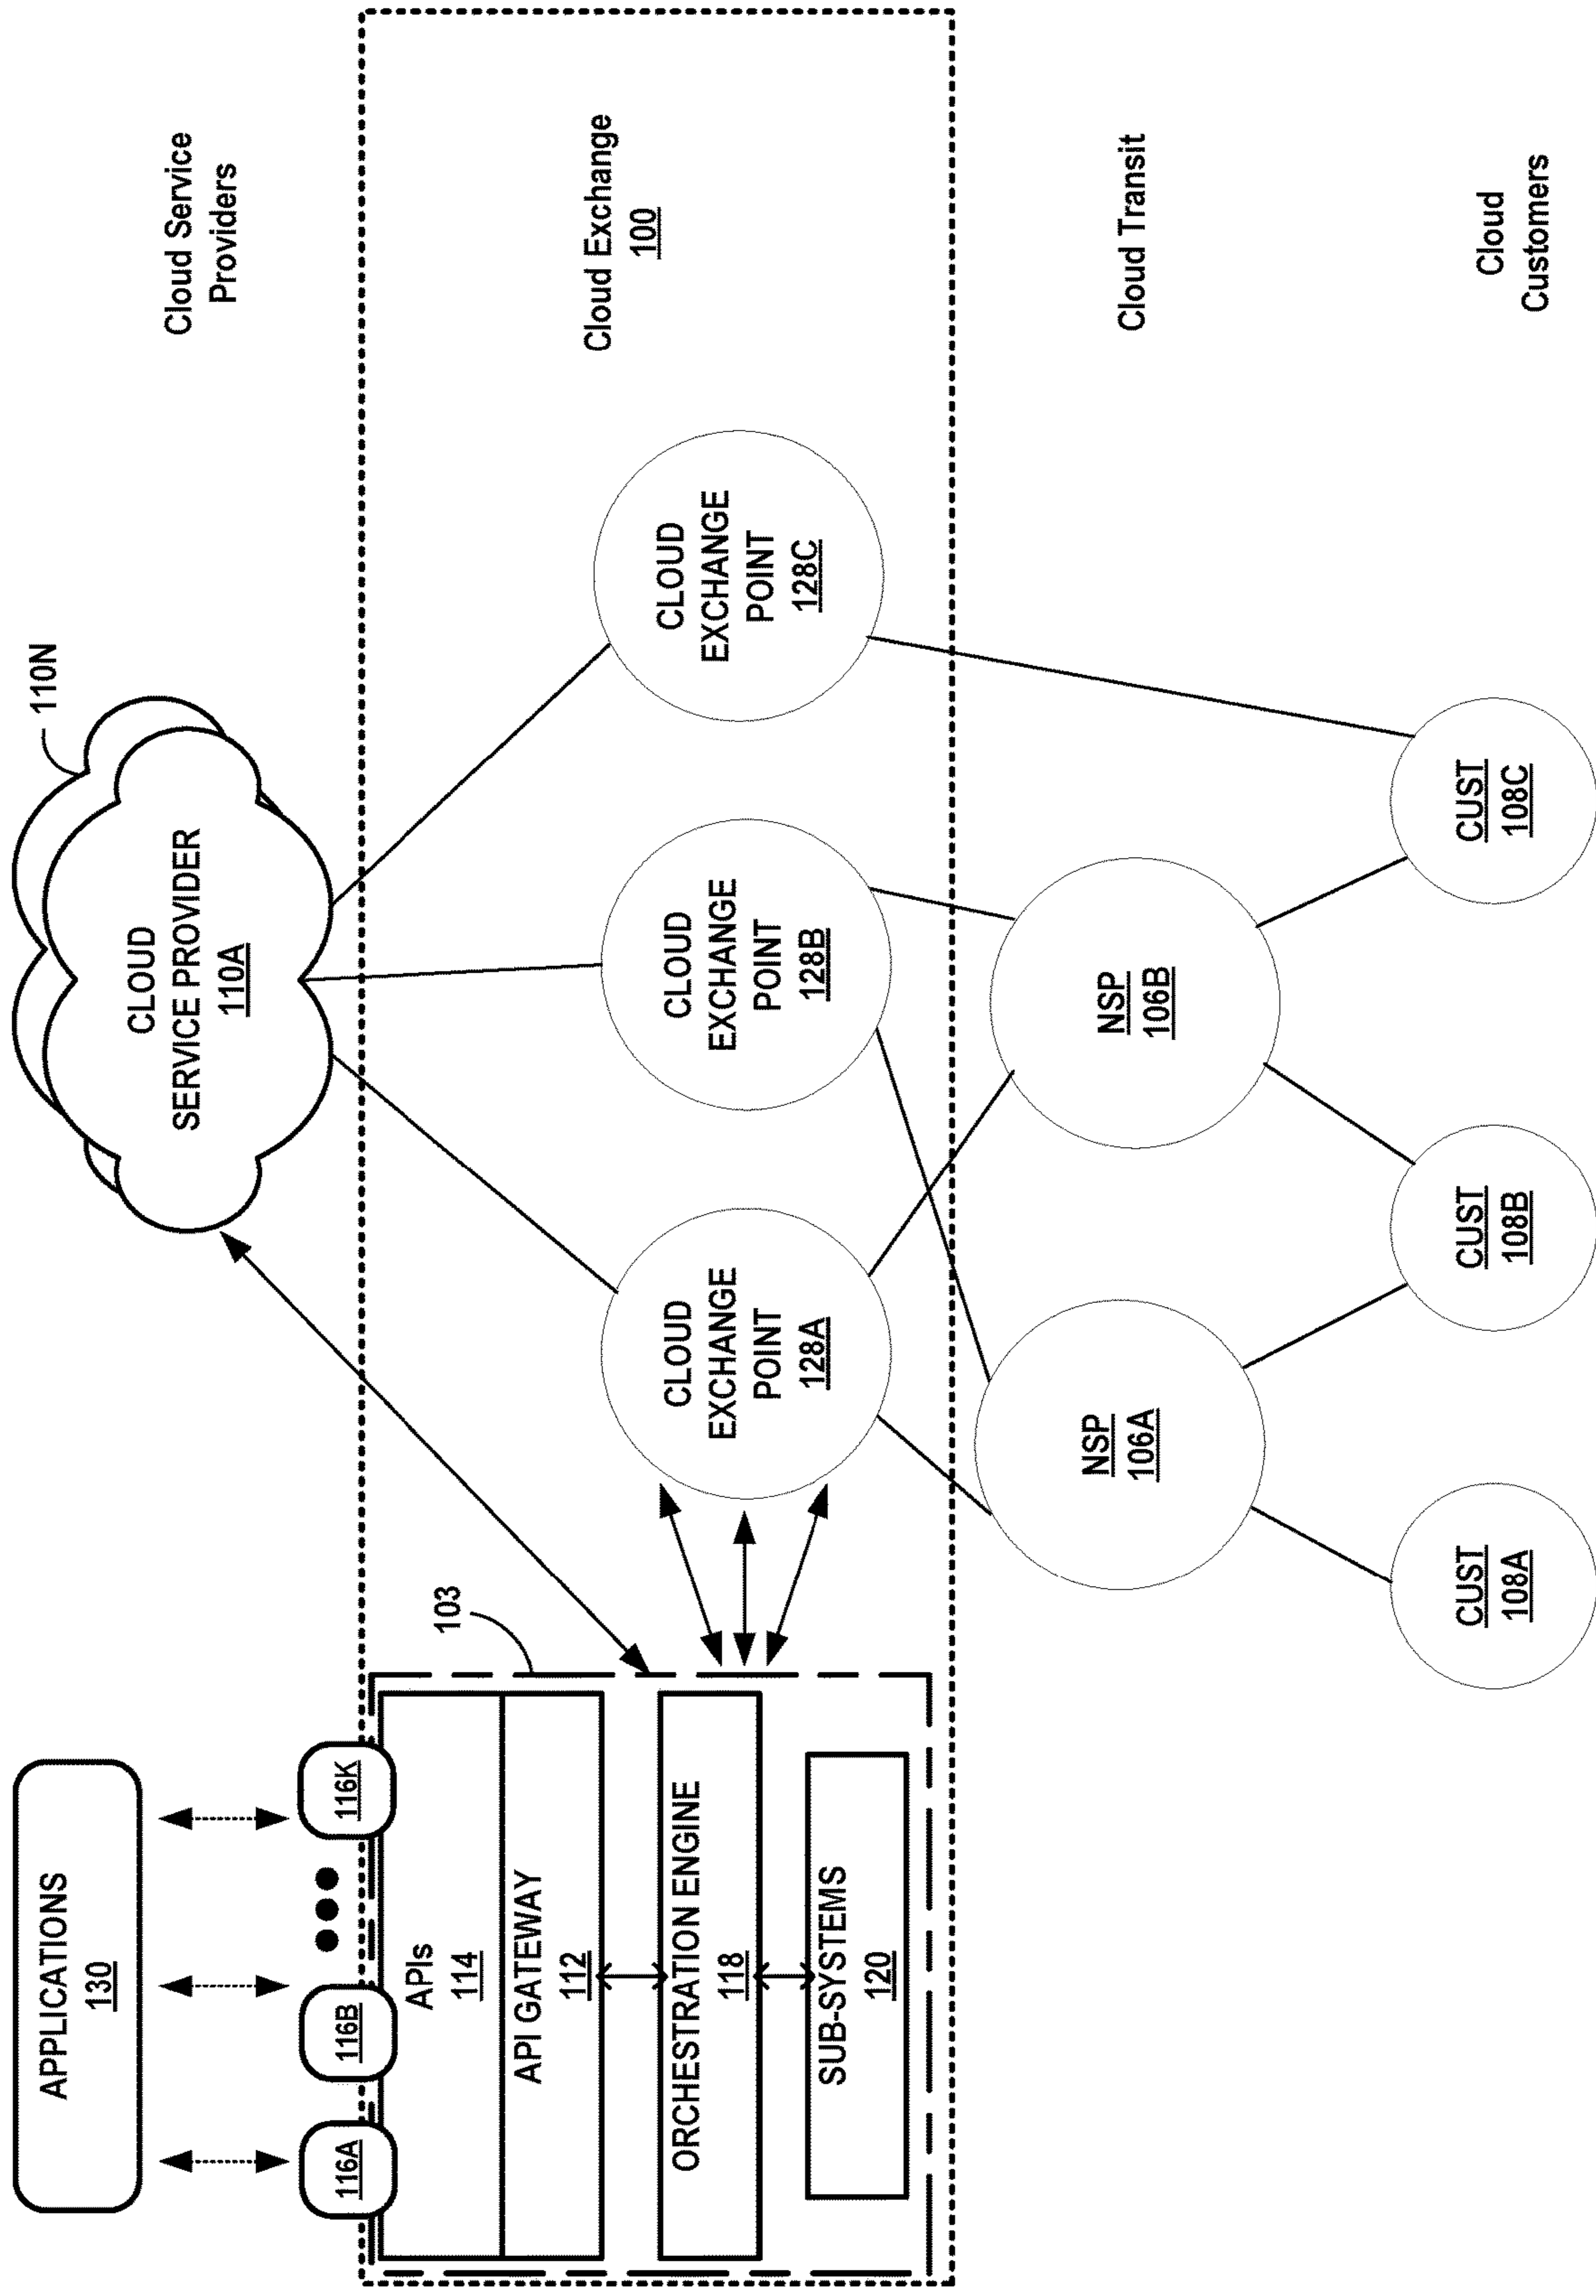 APPLICATIONS
130
116A
116B
116K
APIs
114
API GATEWAY
112
ORCHESTRATION ENGINE
118
SUB-SYSTEMS
120
103
CLOUD
SERVICE PROVIDER
110A
110N
CLOUD
EXCHANGE
POINT
128A
CLOUD
EXCHANGE
POINT
128B
CLOUD
EXCHANGE
POINT
128C
NSP
106A
NSP
106B
CUST
108A
CUST
108B
CUST
108C
Cloud Service
Providers
Cloud Exchange
100
Cloud Transit
Cloud
Customers